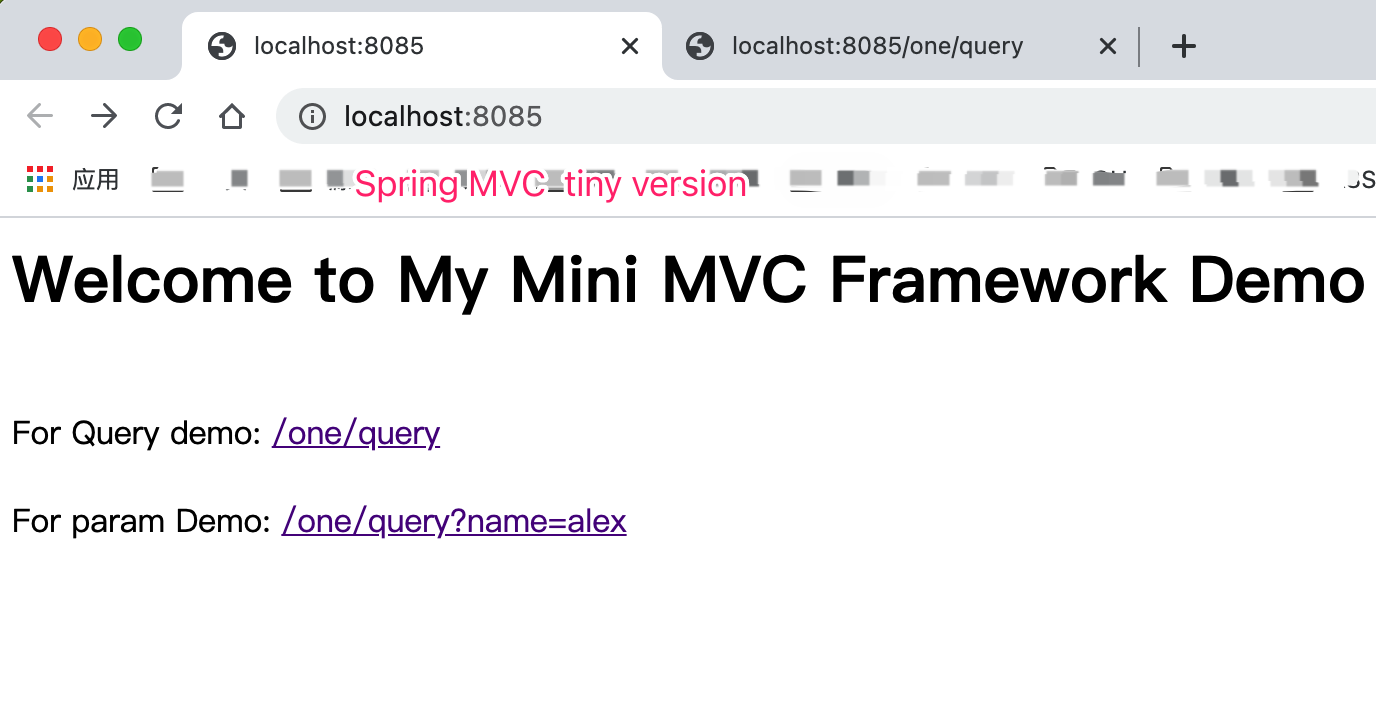 localhost:8085
localhost:8085/one/query
localhost:8085
应用
Spring MVC tiny version
Welcome to My Mini MVC Framework Demo
For Query demo: /one/query
For param Demo: /one/query?name=alex